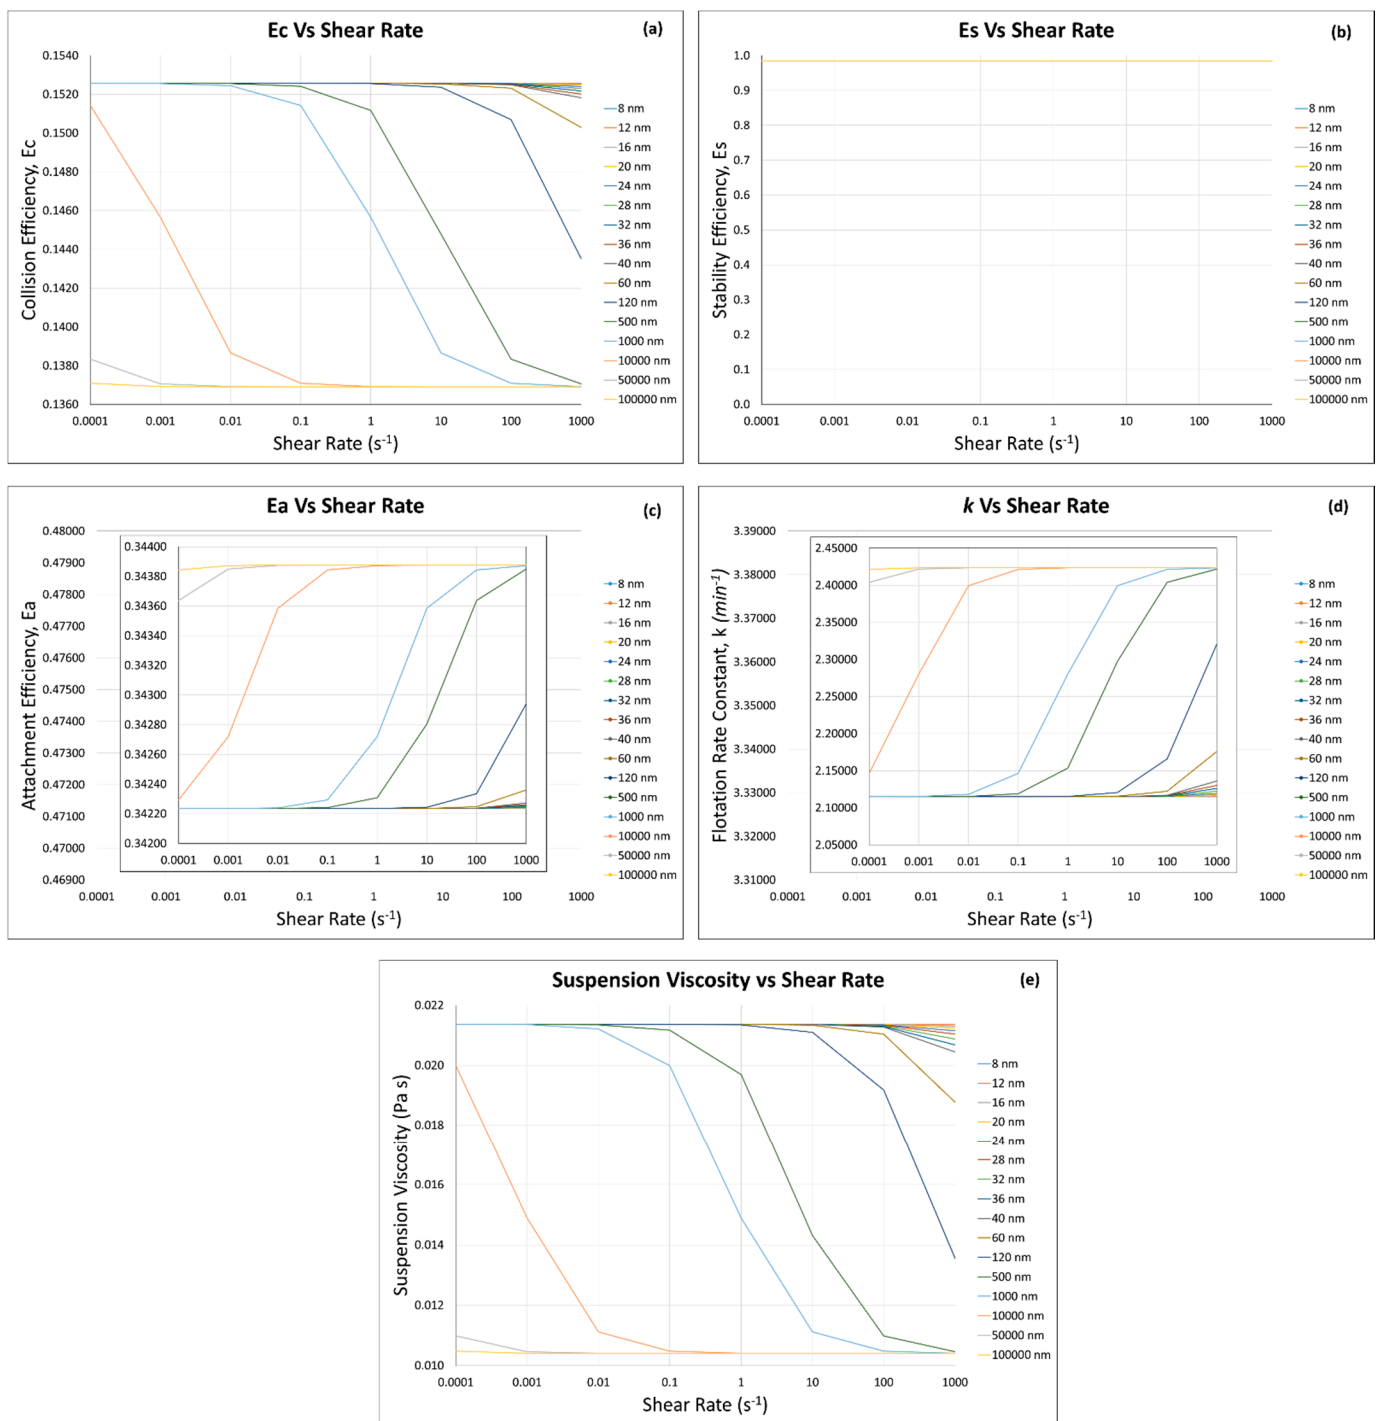 Ec Vs Shear Rate
(a)
0.1540
0.1520
0.1500
0.1480
0.1460
0.1440
0.1420
0.1400
0.1380
0.1360
Collision Efficiency, Ec
0.0001 0.001 0.01 0.1 1 10 100 1000
Shear Rate (s⁻¹)
8 nm
12 nm
16 nm
20 nm
24 nm
28 nm
32 nm
36 nm
40 nm
60 nm
120 nm
500 nm
1000 nm
10000 nm
50000 nm
100000 nm
Es Vs Shear Rate
(b)
1.0
0.9
0.8
0.7
0.6
0.5
0.4
0.3
0.2
0.1
0.0
Stability Efficiency, Es
0.0001 0.001 0.01 0.1 1 10 100 1000
Shear Rate (s⁻¹)
8 nm
12 nm
16 nm
20 nm
24 nm
28 nm
32 nm
36 nm
40 nm
60 nm
120 nm
500 nm
1000 nm
10000 nm
50000 nm
100000 nm
Ea Vs Shear Rate
(c)
0.48000
0.47900
0.47800
0.47700
0.47600
0.47500
0.47400
0.47300
0.47200
0.47100
0.47000
0.46900
Attachment Efficiency, Ea
0.34400
0.34380
0.34360
0.34340
0.34320
0.34300
0.34280
0.34260
0.34240
0.34220
0.34200
0.0001 0.001 0.01 0.1 1 10 100 1000
0.0001 0.001 0.01 0.1 1 10 100 1000
Shear Rate (s⁻¹)
8 nm
12 nm
16 nm
20 nm
24 nm
28 nm
32 nm
36 nm
40 nm
60 nm
120 nm
500 nm
1000 nm
10000 nm
50000 nm
100000 nm
k Vs Shear Rate
(d)
3.39000
3.38000
3.37000
3.36000
3.35000
3.34000
3.33000
3.32000
3.31000
Flotation Rate Constant, k (min⁻¹)
2.45000
2.40000
2.35000
2.30000
2.25000
2.20000
2.15000
2.10000
2.05000
0.0001 0.001 0.01 0.1 1 10 100 1000
0.0001 0.001 0.01 0.1 1 10 100 1000
Shear Rate (s⁻¹)
8 nm
12 nm
16 nm
20 nm
24 nm
28 nm
32 nm
36 nm
40 nm
60 nm
120 nm
500 nm
1000 nm
10000 nm
50000 nm
100000 nm
Suspension Viscosity vs Shear Rate
(e)
0.022
0.020
0.018
0.016
0.014
0.012
0.010
Suspension Viscosity (Pa s)
0.0001 0.001 0.01 0.1 1 10 100 1000
Shear Rate (s⁻¹)
8 nm
12 nm
16 nm
20 nm
24 nm
28 nm
32 nm
36 nm
40 nm
60 nm
120 nm
500 nm
1000 nm
10000 nm
50000 nm
100000 nm